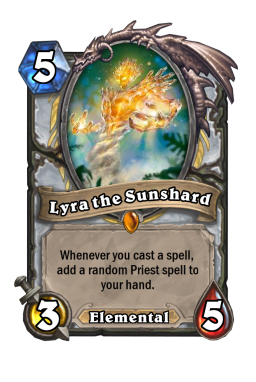 5
Lyra the Sunshard
Whenever you cast a spell,
add a random Priest spell to
your hand.
3
Elemental
5